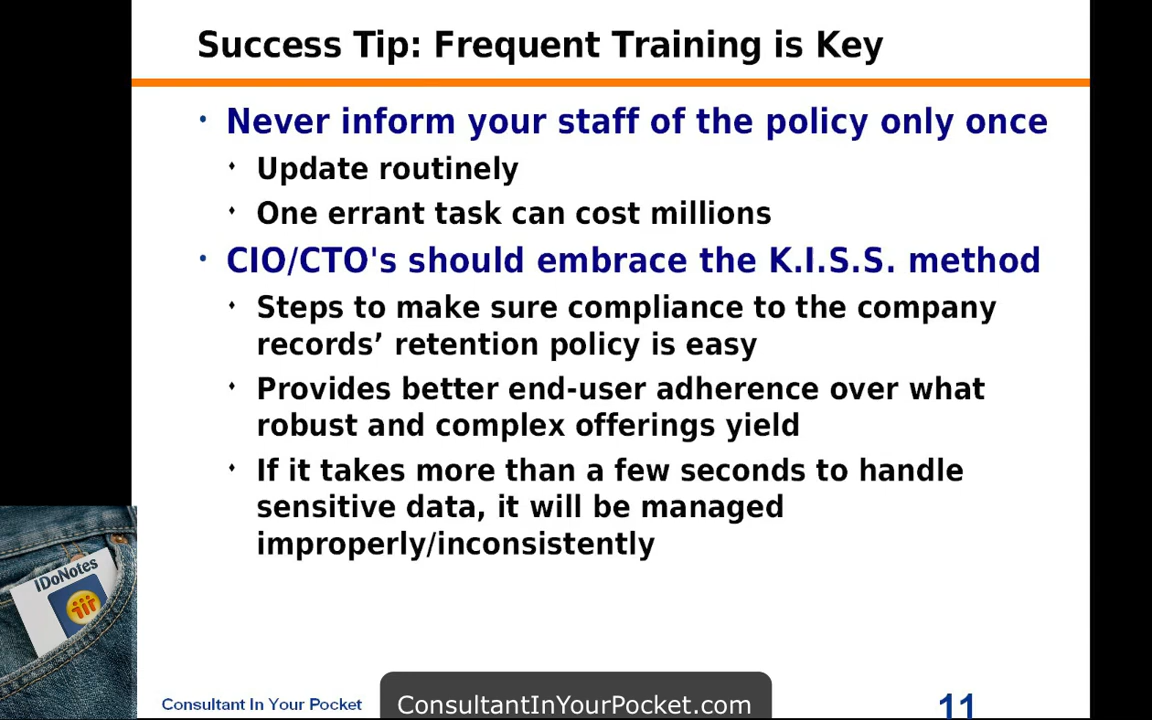 Success Tip: Frequent Training is Key
• Never inform your staff of the policy only once
♦ Update routinely
♦ One errant task can cost millions
• CIO/CTO's should embrace the K.I.S.S. method
♦ Steps to make sure compliance to the company
records’ retention policy is easy
♦ Provides better end-user adherence over what
robust and complex offerings yield
♦ If it takes more than a few seconds to handle
sensitive data, it will be managed
improperly/inconsistently
IDoNotes
Consultant In Your Pocket
ConsultantInYourPocket.com
11